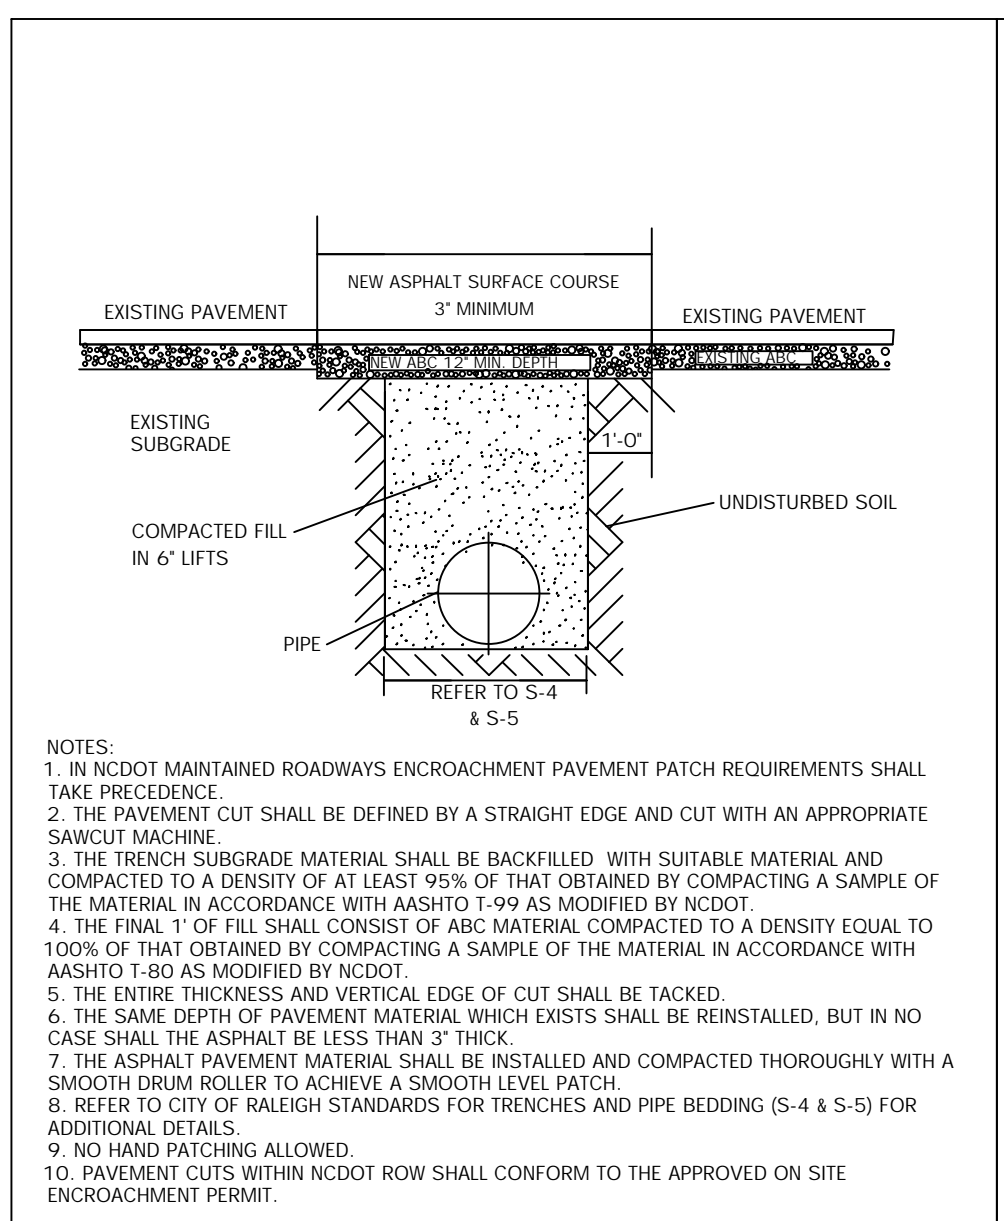 NEW ASPHALT SURFACE COURSE
3" MINIMUM
EXISTING PAVEMENT
EXISTING PAVEMENT
NEW ABC 12" MIN. DEPTH
EXISTING ABC
EXISTING
SUBGRADE
1'-0"
UNDISTURBED SOIL
COMPACTED FILL
IN 6" LIFTS
PIPE
REFER TO S-4
& S-5
NOTES:
1. IN NCDOT MAINTAINED ROADWAYS ENCROACHMENT PAVEMENT PATCH REQUIREMENTS SHALL
TAKE PRECEDENCE.
2. THE PAVEMENT CUT SHALL BE DEFINED BY A STRAIGHT EDGE AND CUT WITH AN APPROPRIATE
SAWCUT MACHINE.
3. THE TRENCH SUBGRADE MATERIAL SHALL BE BACKFILLED WITH SUITABLE MATERIAL AND
COMPACTED TO A DENSITY OF AT LEAST 95% OF THAT OBTAINED BY COMPACTING A SAMPLE OF
THE MATERIAL IN ACCORDANCE WITH AASHTO T-99 AS MODIFIED BY NCDOT.
4. THE FINAL 1' OF FILL SHALL CONSIST OF ABC MATERIAL COMPACTED TO A DENSITY EQUAL TO
100% OF THAT OBTAINED BY COMPACTING A SAMPLE OF THE MATERIAL IN ACCORDANCE WITH
AASHTO T-80 AS MODIFIED BY NCDOT.
5. THE ENTIRE THICKNESS AND VERTICAL EDGE OF CUT SHALL BE TACKED.
6. THE SAME DEPTH OF PAVEMENT MATERIAL WHICH EXISTS SHALL BE REINSTALLED, BUT IN NO
CASE SHALL THE ASPHALT BE LESS THAN 3" THICK.
7. THE ASPHALT PAVEMENT MATERIAL SHALL BE INSTALLED AND COMPACTED THOROUGHLY WITH A
SMOOTH DRUM ROLLER TO ACHIEVE A SMOOTH LEVEL PATCH.
8. REFER TO CITY OF RALEIGH STANDARDS FOR TRENCHES AND PIPE BEDDING (S-4 & S-5) FOR
ADDITIONAL DETAILS.
9. NO HAND PATCHING ALLOWED.
10. PAVEMENT CUTS WITHIN NCDOT ROW SHALL CONFORM TO THE APPROVED ON SITE
ENCROACHMENT PERMIT.